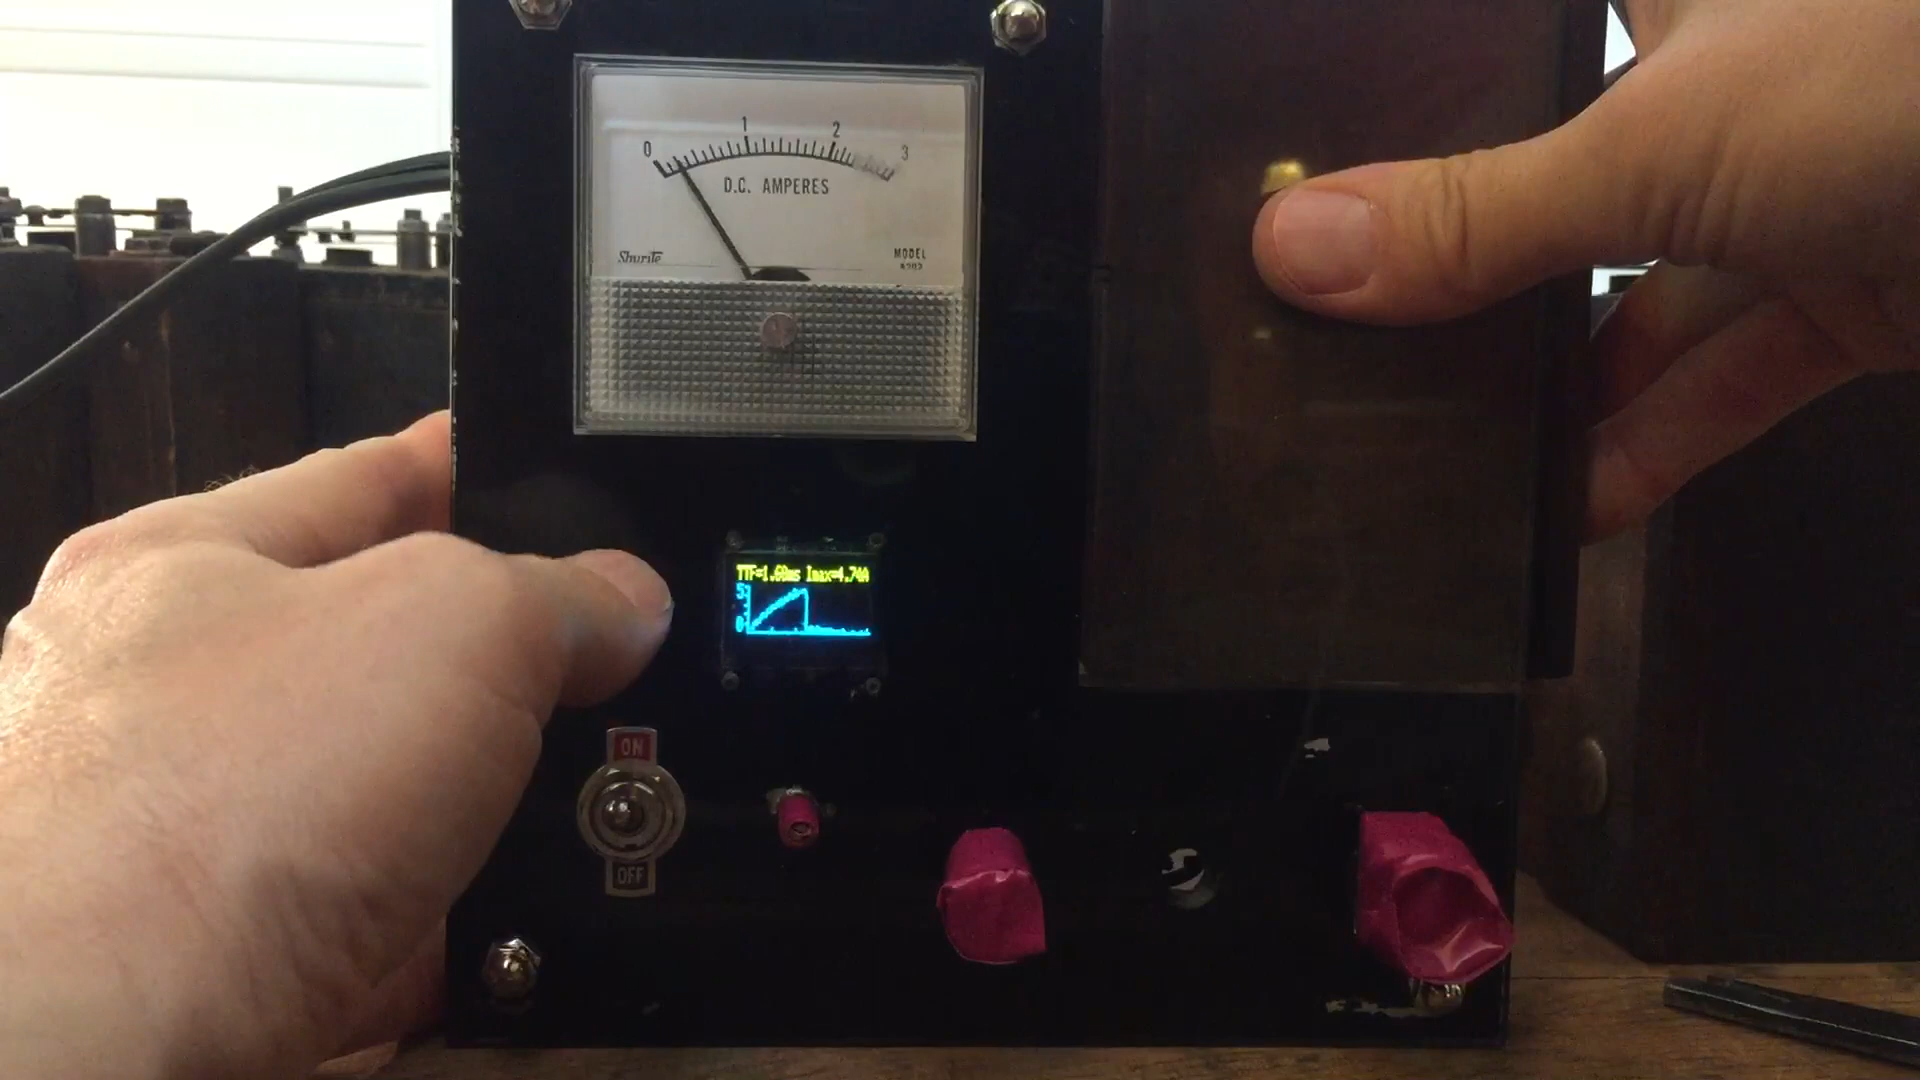 0 1 2 3
D.C. AMPERES
Shurite
MODEL
TTF=1.60ms Imax=4.74A
5
0
ON
OFF